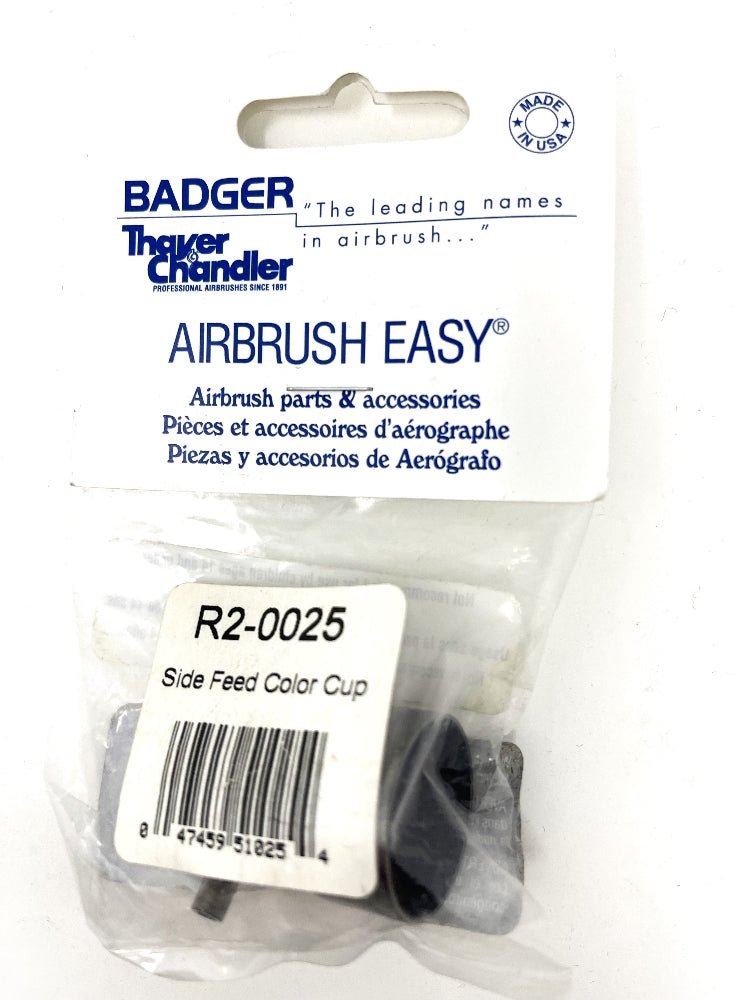 MADE
IN USA
BADGER
"The leading names
in airbrush..."
Thayer
&
Chandler
PROFESSIONAL AIRBRUSHES SINCE 1891
AIRBRUSH EASY®
Airbrush parts & accessories
Pièces et accessoires d'aérographe
Piezas y accesorios de Aerógrafo
R2-0025
Side Feed Color Cup
0 47459 51025 4